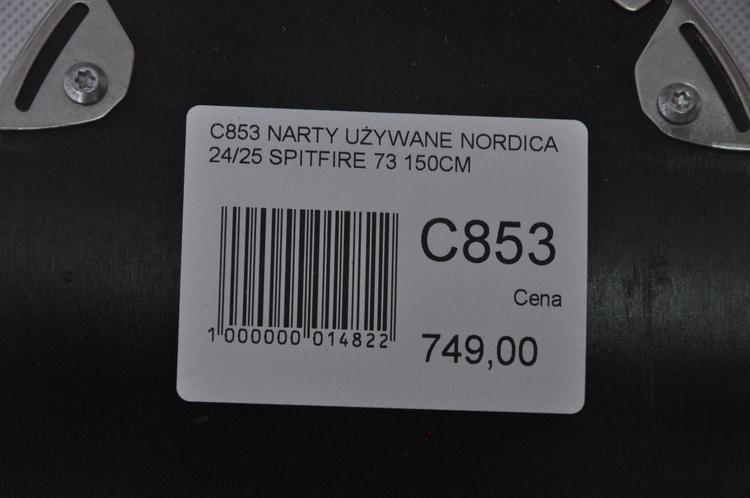 C853 NARTY UŻYWANE NORDICA
24/25 SPITFIRE 73 150CM
C853
Cena
1 000000 014822
749,00